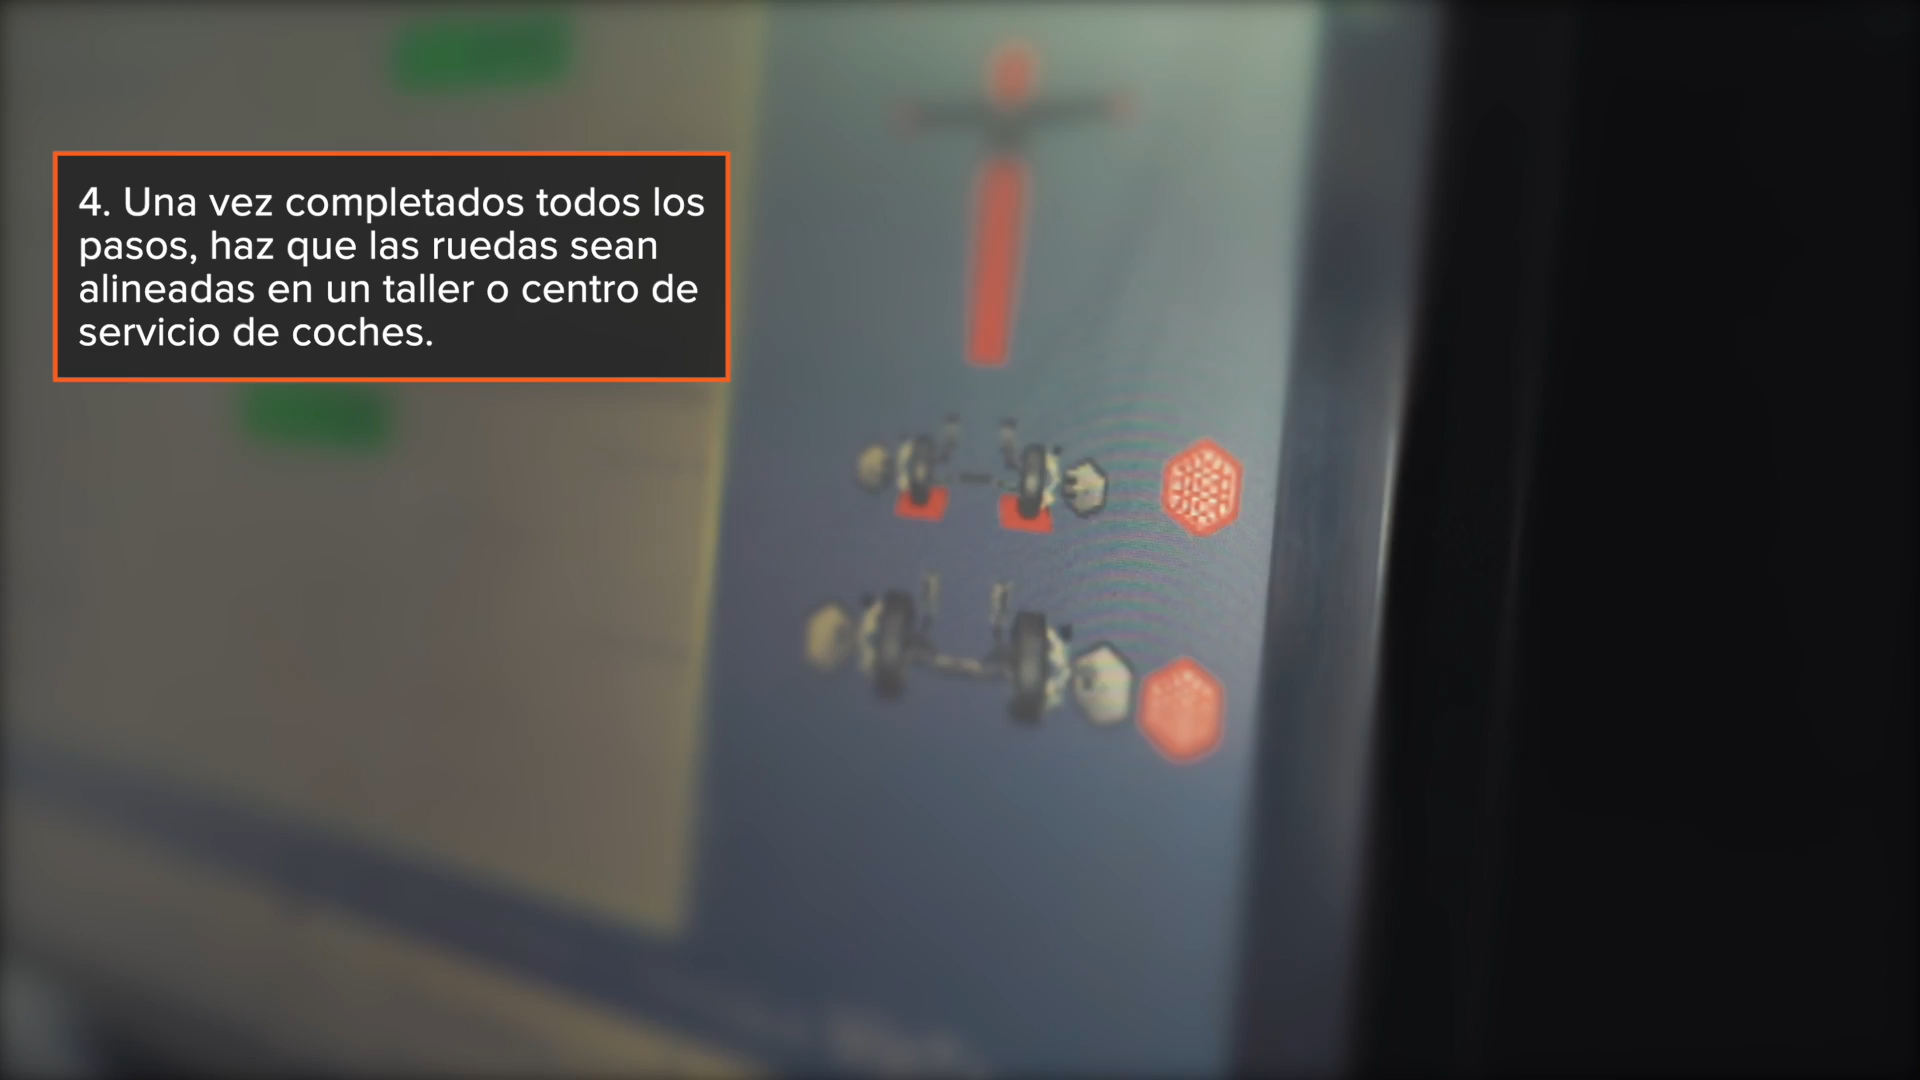 4. Una vez completados todos los
pasos, haz que las ruedas sean
alineadas en un taller o centro de
servicio de coches.